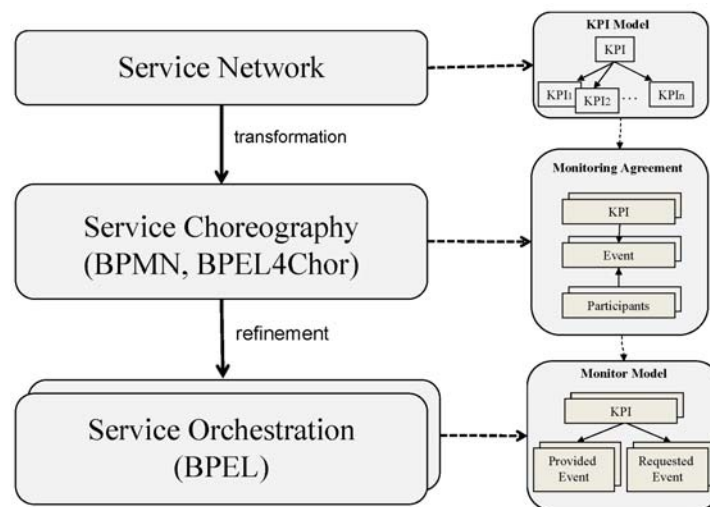 Service Network
transformation
Service Choreography
(BPMN, BPEL4Chor)
refinement
Service Orchestration
(BPEL)
KPI Model
KPI
KPI1
KPI2
...
KPIn
Monitoring Agreement
KPI
Event
Participants
Monitor Model
KPI
Provided
Event
Requested
Event